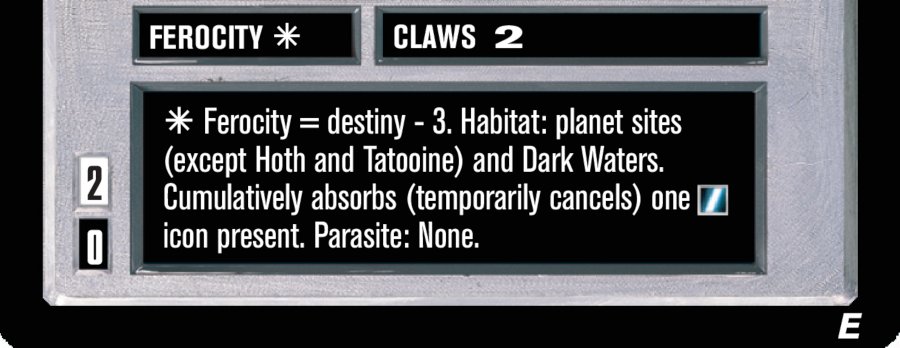 FEROCITY ✳ CLAWS 2
✳ Ferocity = destiny - 3. Habitat: planet sites
(except Hoth and Tatooine) and Dark Waters.
Cumulatively absorbs (temporarily cancels) one
icon present. Parasite: None.
2
0
E